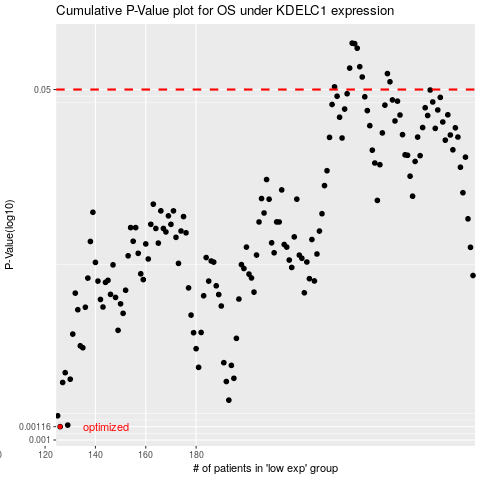 Cumulative P-Value plot for OS under KDELC1 expression
0.05
P-Value(log10)
0.00116
optimized
0.001
0
120 140 160 180
# of patients in 'low exp' group